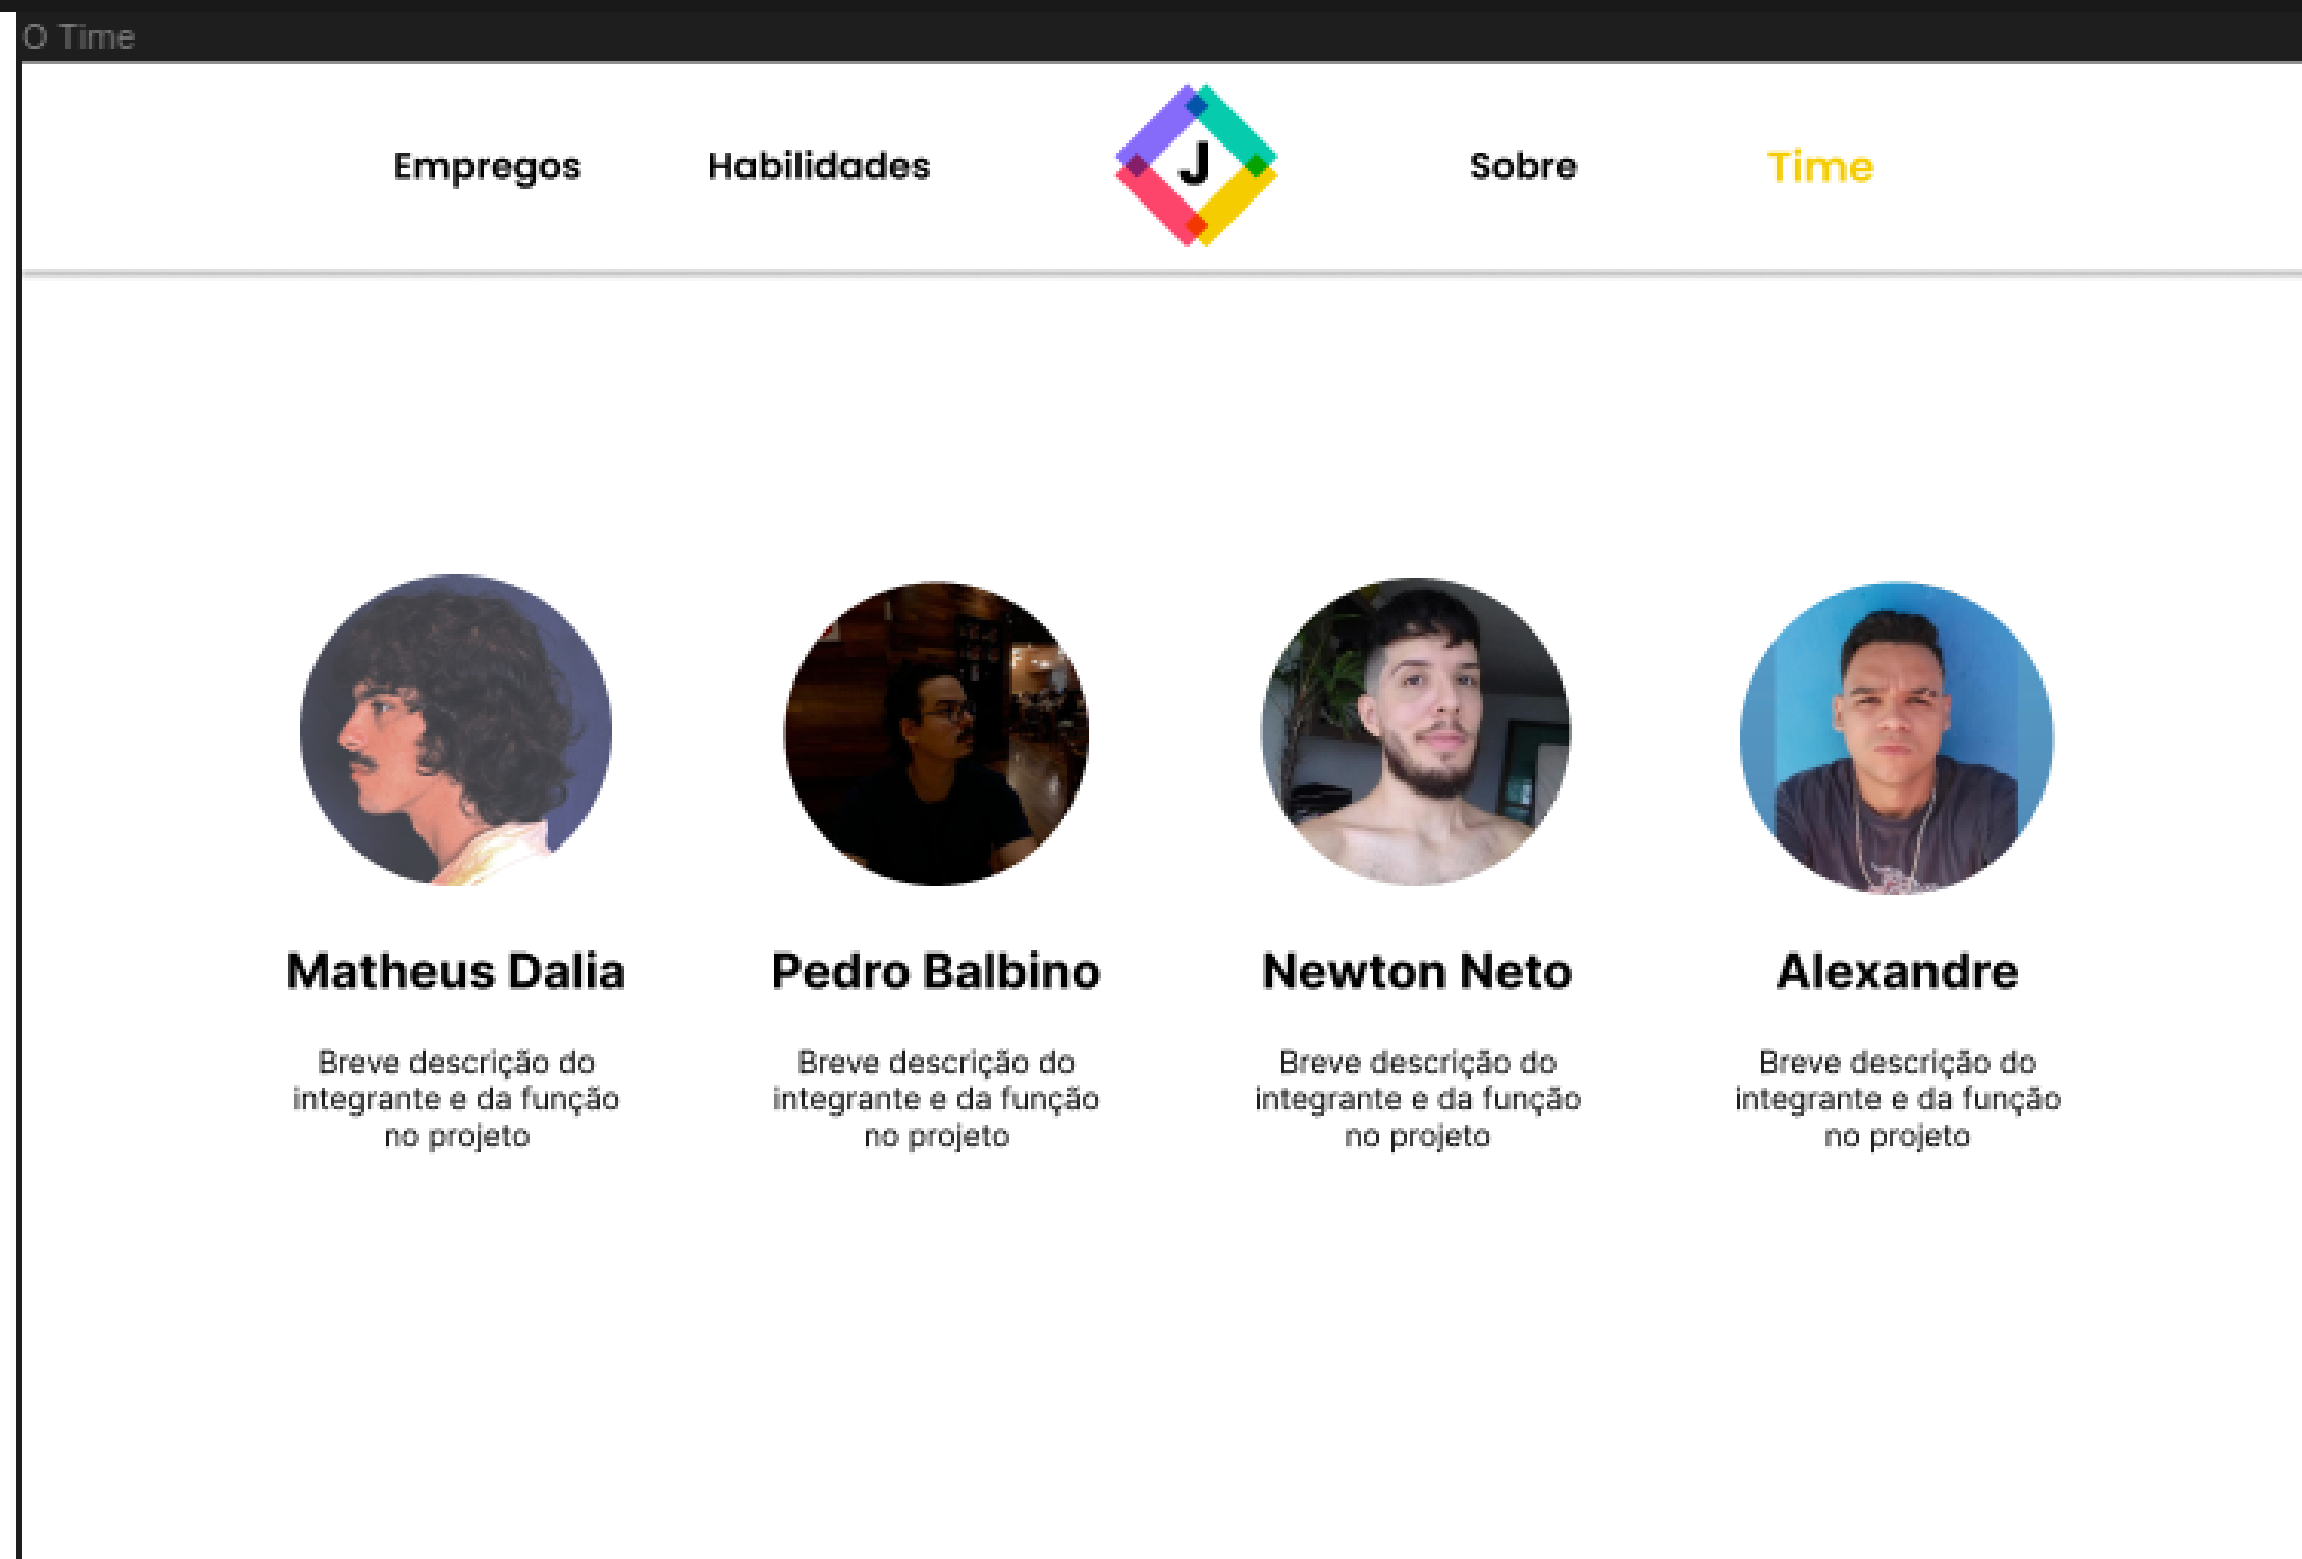 O Time
Empregos Habilidades J Sobre Time
Matheus Dalia Pedro Balbino Newton Neto Alexandre
Breve descrição do Breve descrição do Breve descrição do Breve descrição do
integrante e da função integrante e da função integrante e da função integrante e da função
no projeto no projeto no projeto no projeto